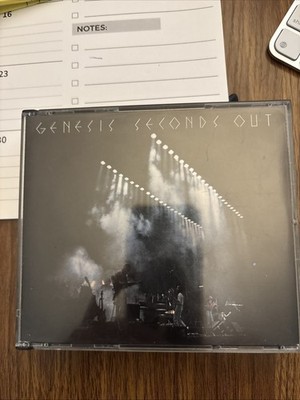 16
NOTES:
23
30
GENESIS SECONDS OUT